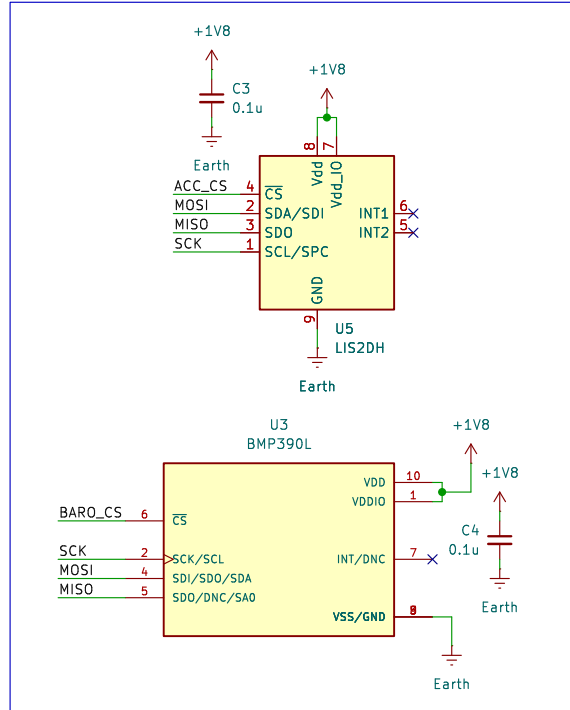 +1V8
C3
0.1u
Earth
+1V8
8
7
Vdd
Vdd_IO
ACC_CS
4
CS
MOSI
2
SDA/SDI
INT1
6
MISO
3
SDO
INT2
5
SCK
1
SCL/SPC
GND
9
U5
LIS2DH
Earth
U3
BMP390L
+1V8
VDD
10
+1V8
VDDIO
1
BARO_CS
6
CS
C4
0.1u
SCK
2
SCK/SCL
INT/DNC
7
MOSI
4
SDI/SDO/SDA
MISO
5
SDO/DNC/SA0
Earth
VSS/GND
Earth